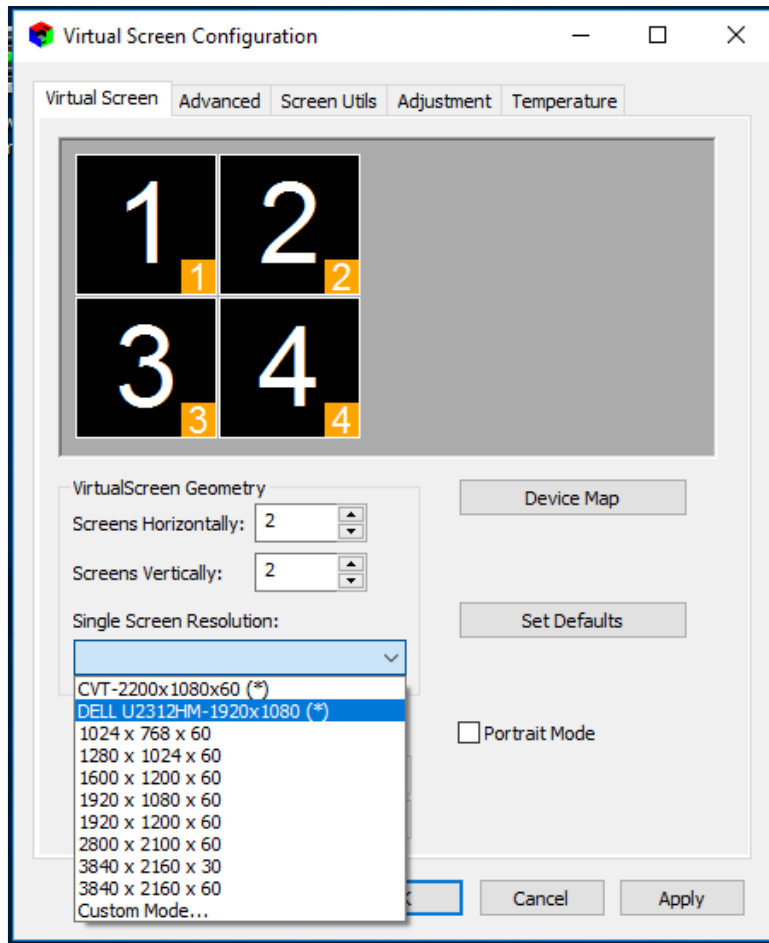 Virtual Screen Configuration
Virtual Screen Advanced Screen Utils Adjustment Temperature
1 2
1 2
3 4
3 4
VirtualScreen Geometry
Screens Horizontally: 2
Device Map
Screens Vertically: 2
Single Screen Resolution:
Set Defaults
CVT-2200x1080x60 (*)
DELL U2312HM-1920x1080 (*)
1024 x 768 x 60
Portrait Mode
1280 x 1024 x 60
1600 x 1200 x 60
1920 x 1080 x 60
1920 x 1200 x 60
2800 x 2100 x 60
3840 x 2160 x 30
3840 x 2160 x 60
Custom Mode...
Cancel Apply